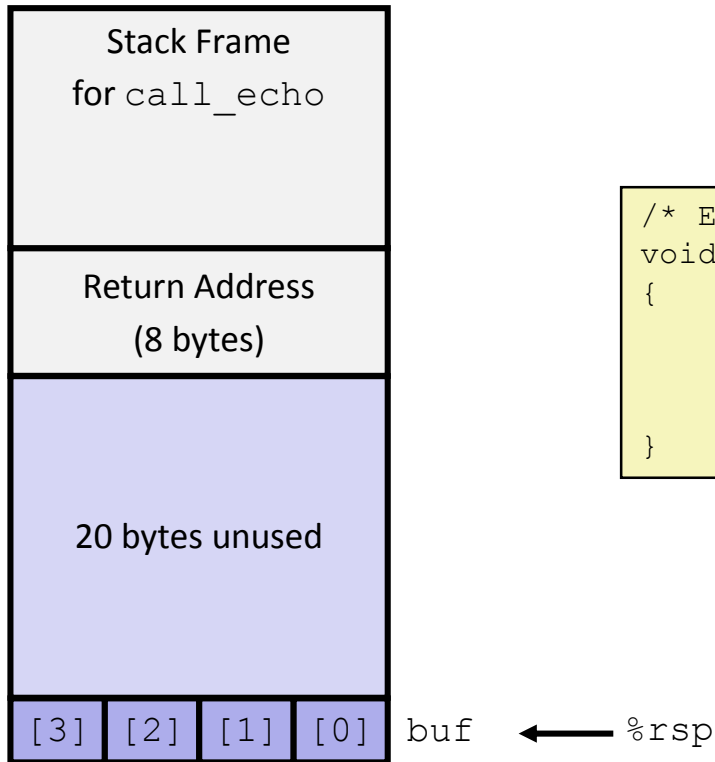 Stack Frame
for call_echo
Return Address
(8 bytes)
20 bytes unused
[3] [2] [1] [0] buf %rsp
/* E
void
{
}